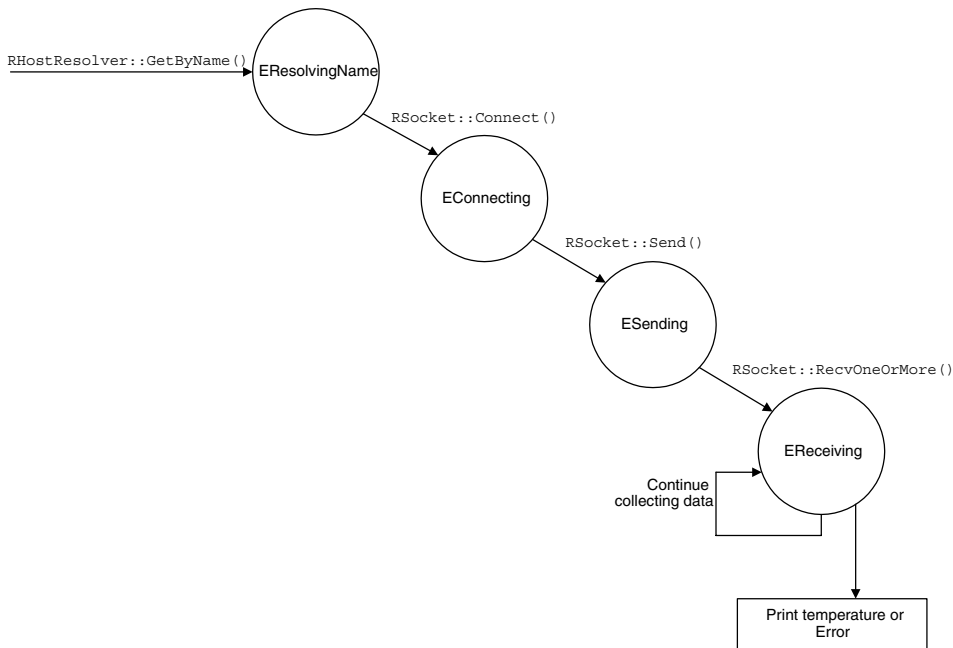 RHostResolver::GetByName()
EResolvingName
RSocket::Connect()
EConnecting
RSocket::Send()
ESending
RSocket::RecvOneOrMore()
EReceiving
Continue
collecting data
Print temperature or
Error